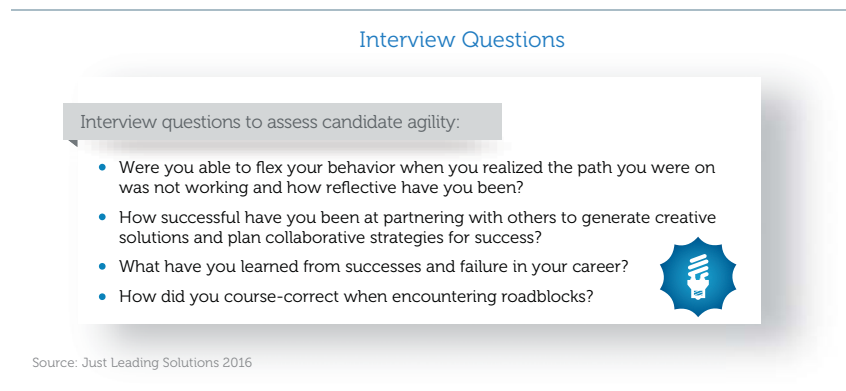 Interview Questions
Interview questions to assess candidate agility:
• Were you able to flex your behavior when you realized the path you were on
was not working and how reflective have you been?
• How successful have you been at partnering with others to generate creative
solutions and plan collaborative strategies for success?
• What have you learned from successes and failure in your career?
• How did you course-correct when encountering roadblocks?
Source: Just Leading Solutions 2016